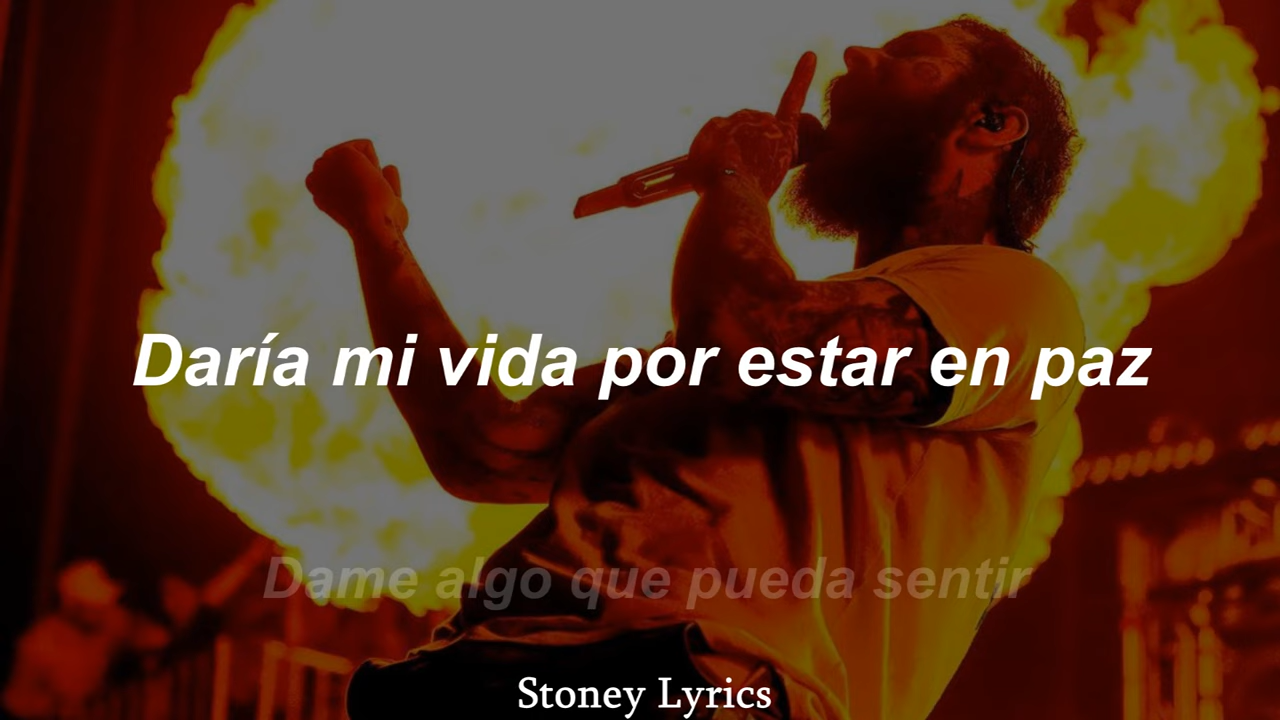 Daría mi vida por estar en paz
Dame algo que pueda sentir
Stoney Lyrics